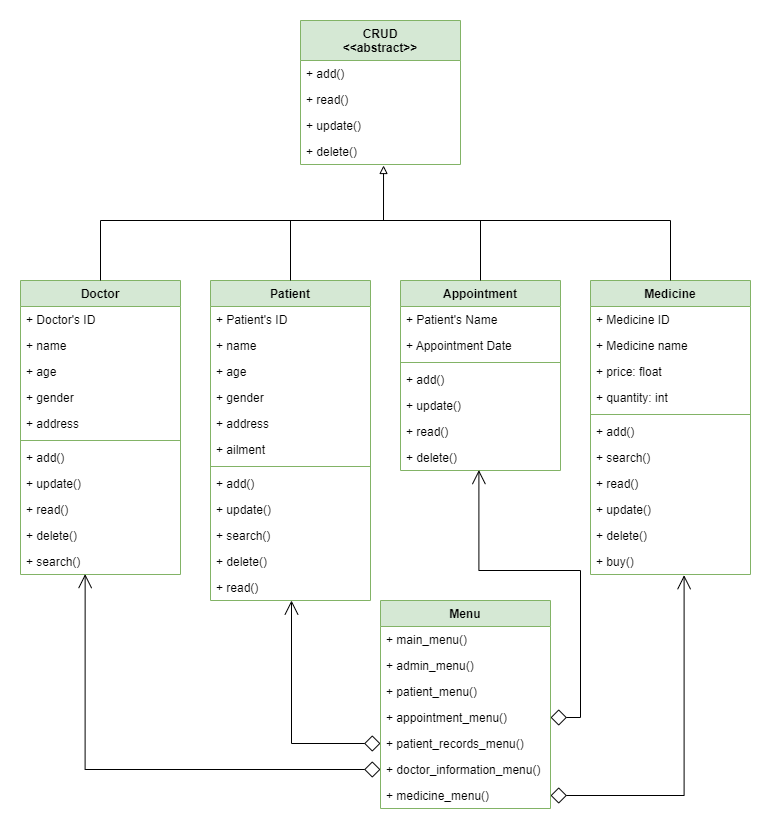 CRUD
<<abstract>>
+ add()
+ read()
+ update()
+ delete()
Doctor
+ Doctor's ID
+ name
+ age
+ gender
+ address
+ add()
+ update()
+ read()
+ delete()
+ search()
Patient
+ Patient's ID
+ name
+ age
+ gender
+ address
+ ailment
+ add()
+ update()
+ search()
+ delete()
+ read()
Appointment
+ Patient's Name
+ Appointment Date
+ add()
+ update()
+ read()
+ delete()
Medicine
+ Medicine ID
+ Medicine name
+ price: float
+ quantity: int
+ add()
+ search()
+ read()
+ update()
+ delete()
+ buy()
Menu
+ main_menu()
+ admin_menu()
+ patient_menu()
+ appointment_menu()
+ patient_records_menu()
+ doctor_information_menu()
+ medicine_menu()